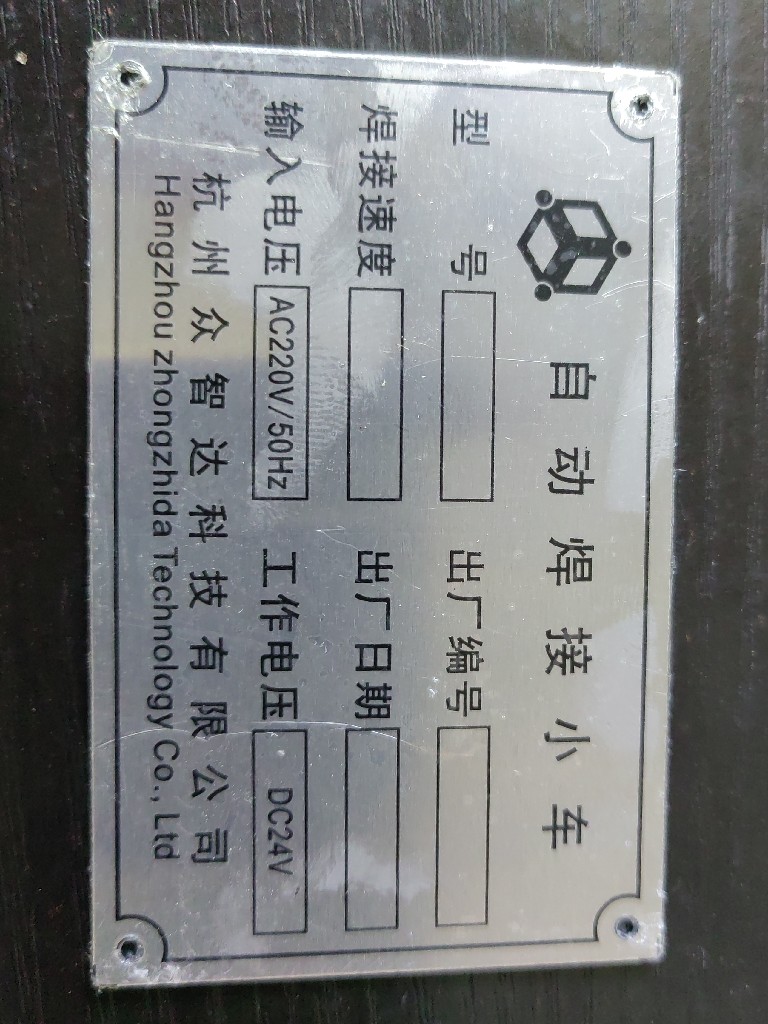 自动焊接小车
型号 出厂编号
焊接速度 出厂日期
输入电压 AC220V/50Hz 工作电压 DC24V
杭州众智达科技有限公司
Hangzhou zhongzhida Technology Co., Ltd